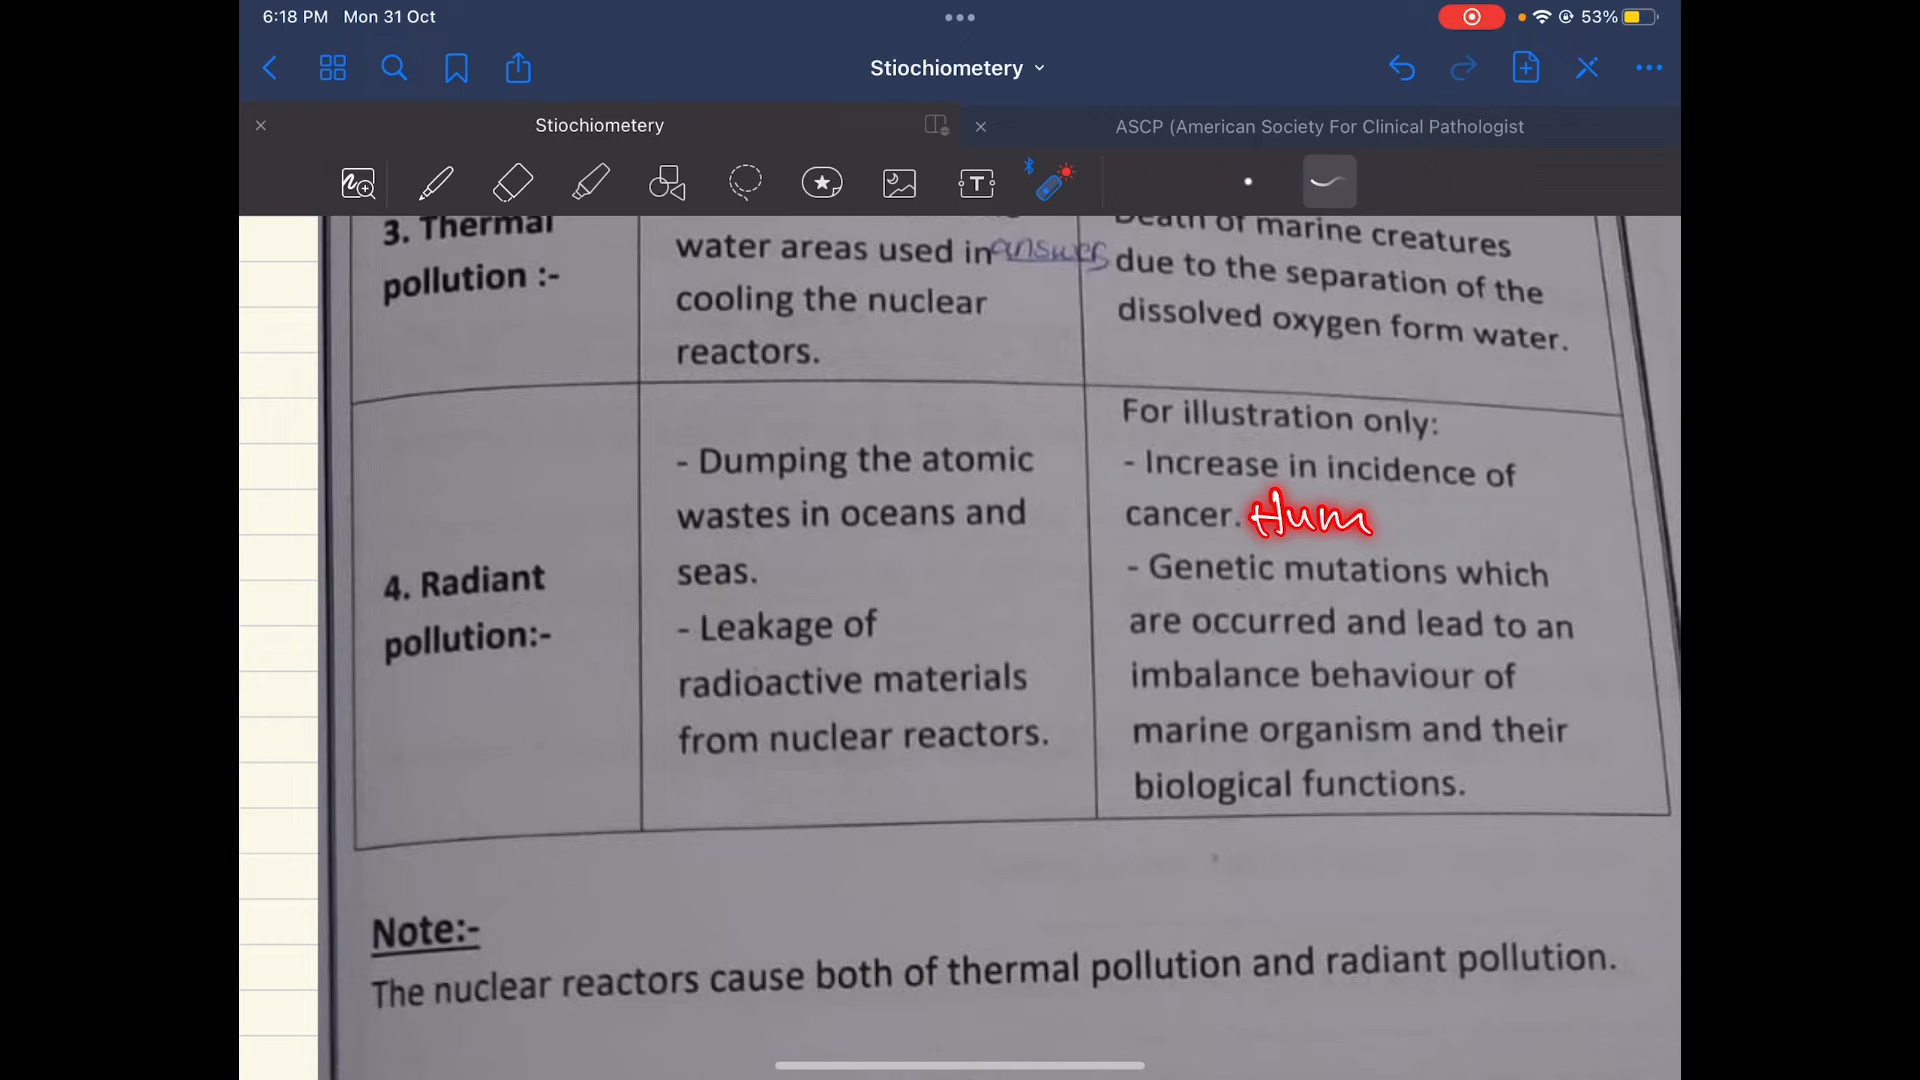 6:18 PM Mon 31 Oct
53%
Stiochiometery
Stiochiometery
ASCP (American Society For Clinical Pathologist
T
3. Thermal
pollution :-
water areas used in answer
cooling the nuclear
reactors.
Death of marine creatures
due to the separation of the
dissolved oxygen form water.
4. Radiant
pollution:-
- Dumping the atomic
wastes in oceans and
seas.
- Leakage of
radioactive materials
from nuclear reactors.
For illustration only:
- Increase in incidence of
cancer. Hum
- Genetic mutations which
are occurred and lead to an
imbalance behaviour of
marine organism and their
biological functions.
Note:-
The nuclear reactors cause both of thermal pollution and radiant pollution.